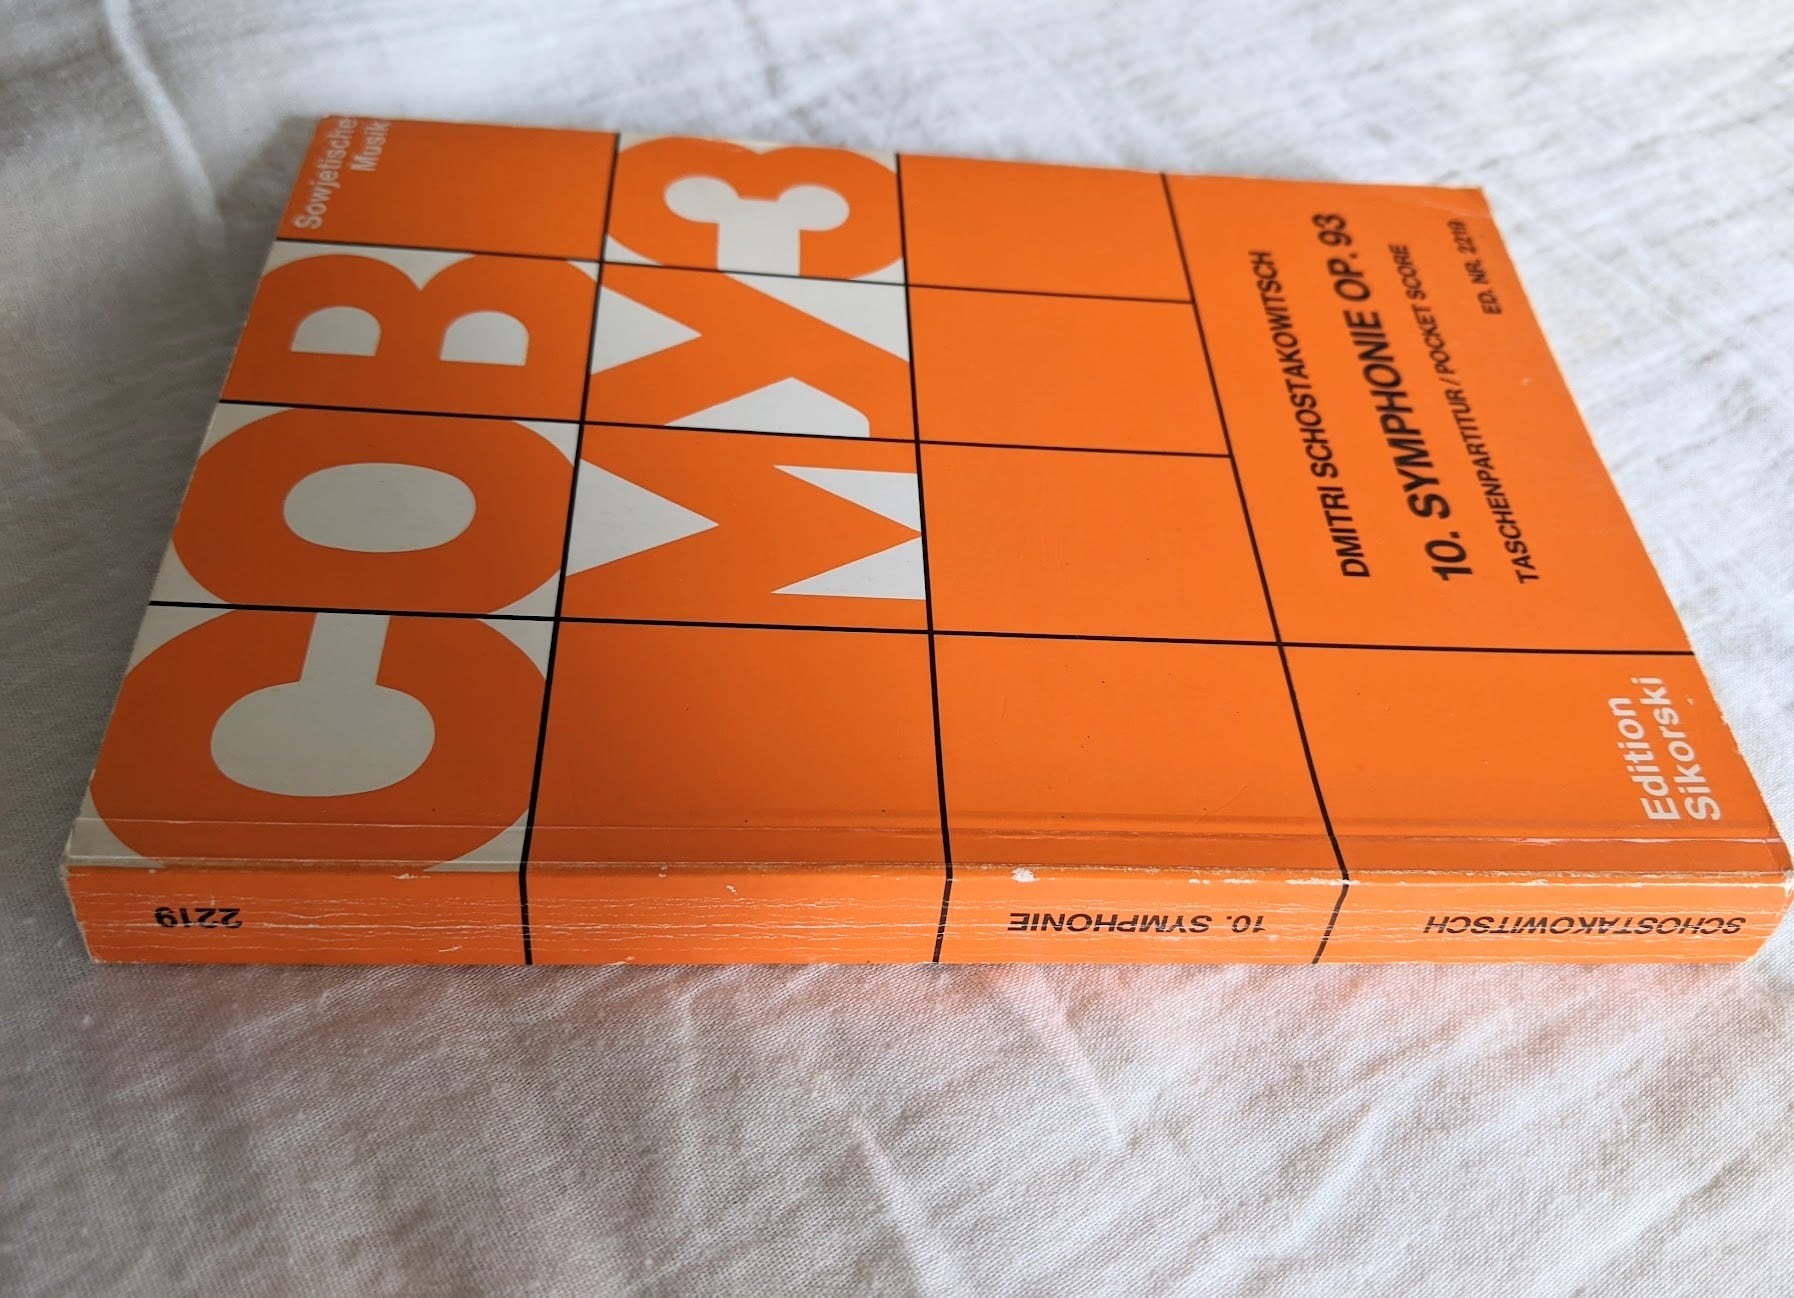 СОВ
Sowjetische
Musik
МУЗ
DMITRI SCHOSTAKOWITSCH
10. SYMPHONIE OP. 93
TASCHENPARTITUR / POCKET SCORE
ED. NR. 2219
Edition
Sikorski
SCHOSTAKOWITSCH 10. SYMPHONIE 2219